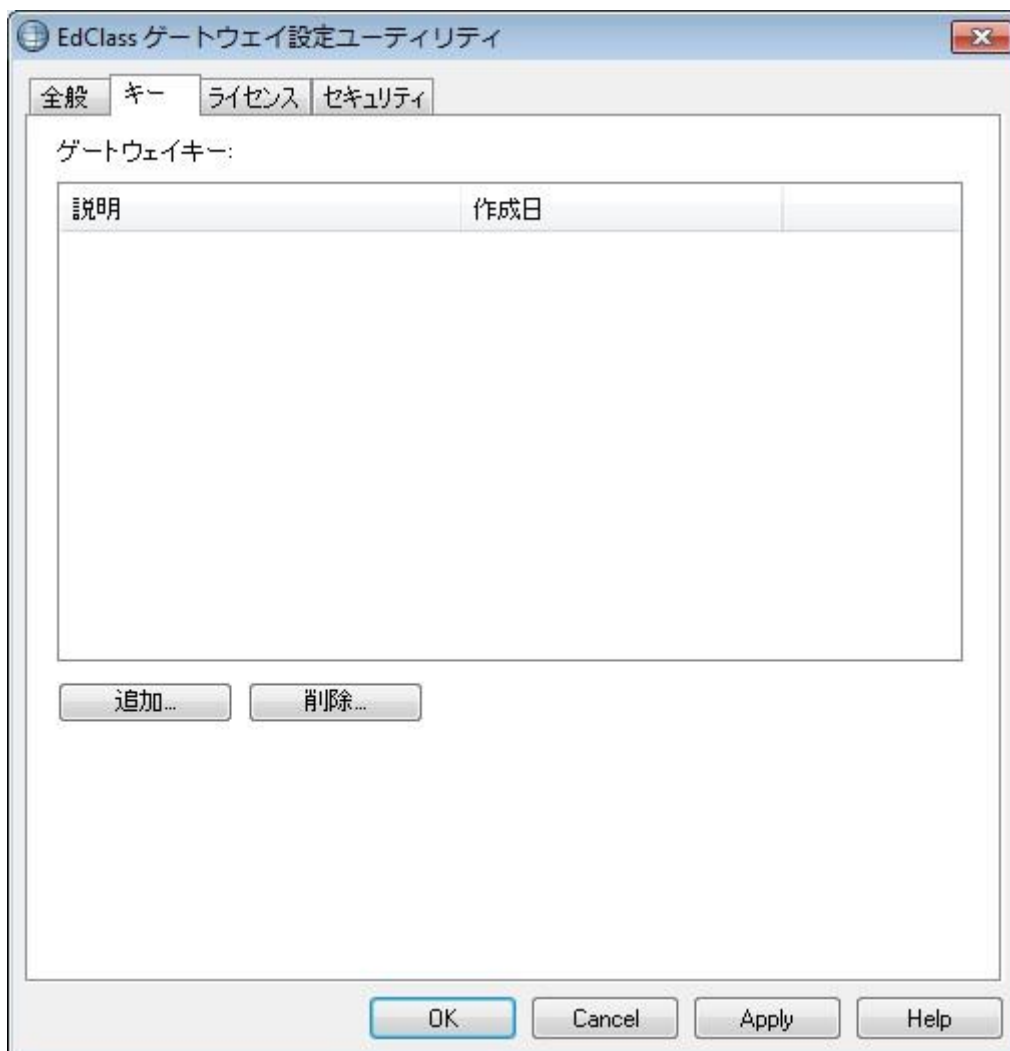 EdClass ゲートウェイ設定ユーティリティ
全般 キー ライセンス セキュリティ
ゲートウェイキー:
説明 作成日
追加... 削除...
OK Cancel Apply Help